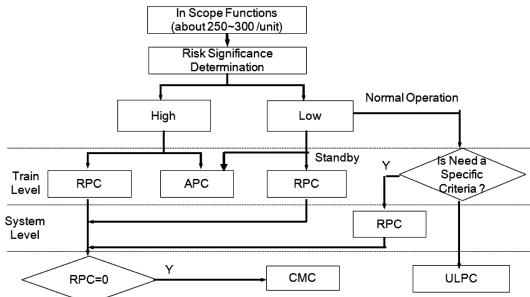 In Scope Functions
(about 250~300 /unit)
Risk Significance
Determination
Normal Operation
High
Low
Standby
Train
Level
RPC
APC
RPC
Y
Is Need a
Specific
Criteria ?
System
Level
RPC
RPC=0
Y
CMC
ULPC